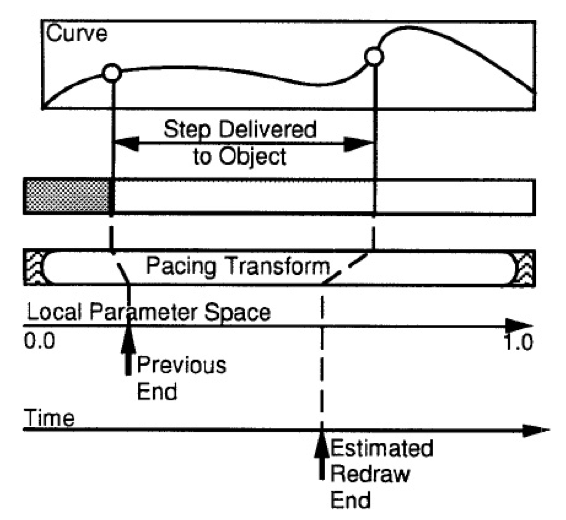 Curve
Step Delivered
to Object
Pacing Transform
Local Parameter Space
0.0
1.0
Previous
End
Time
Estimated
Redraw
End